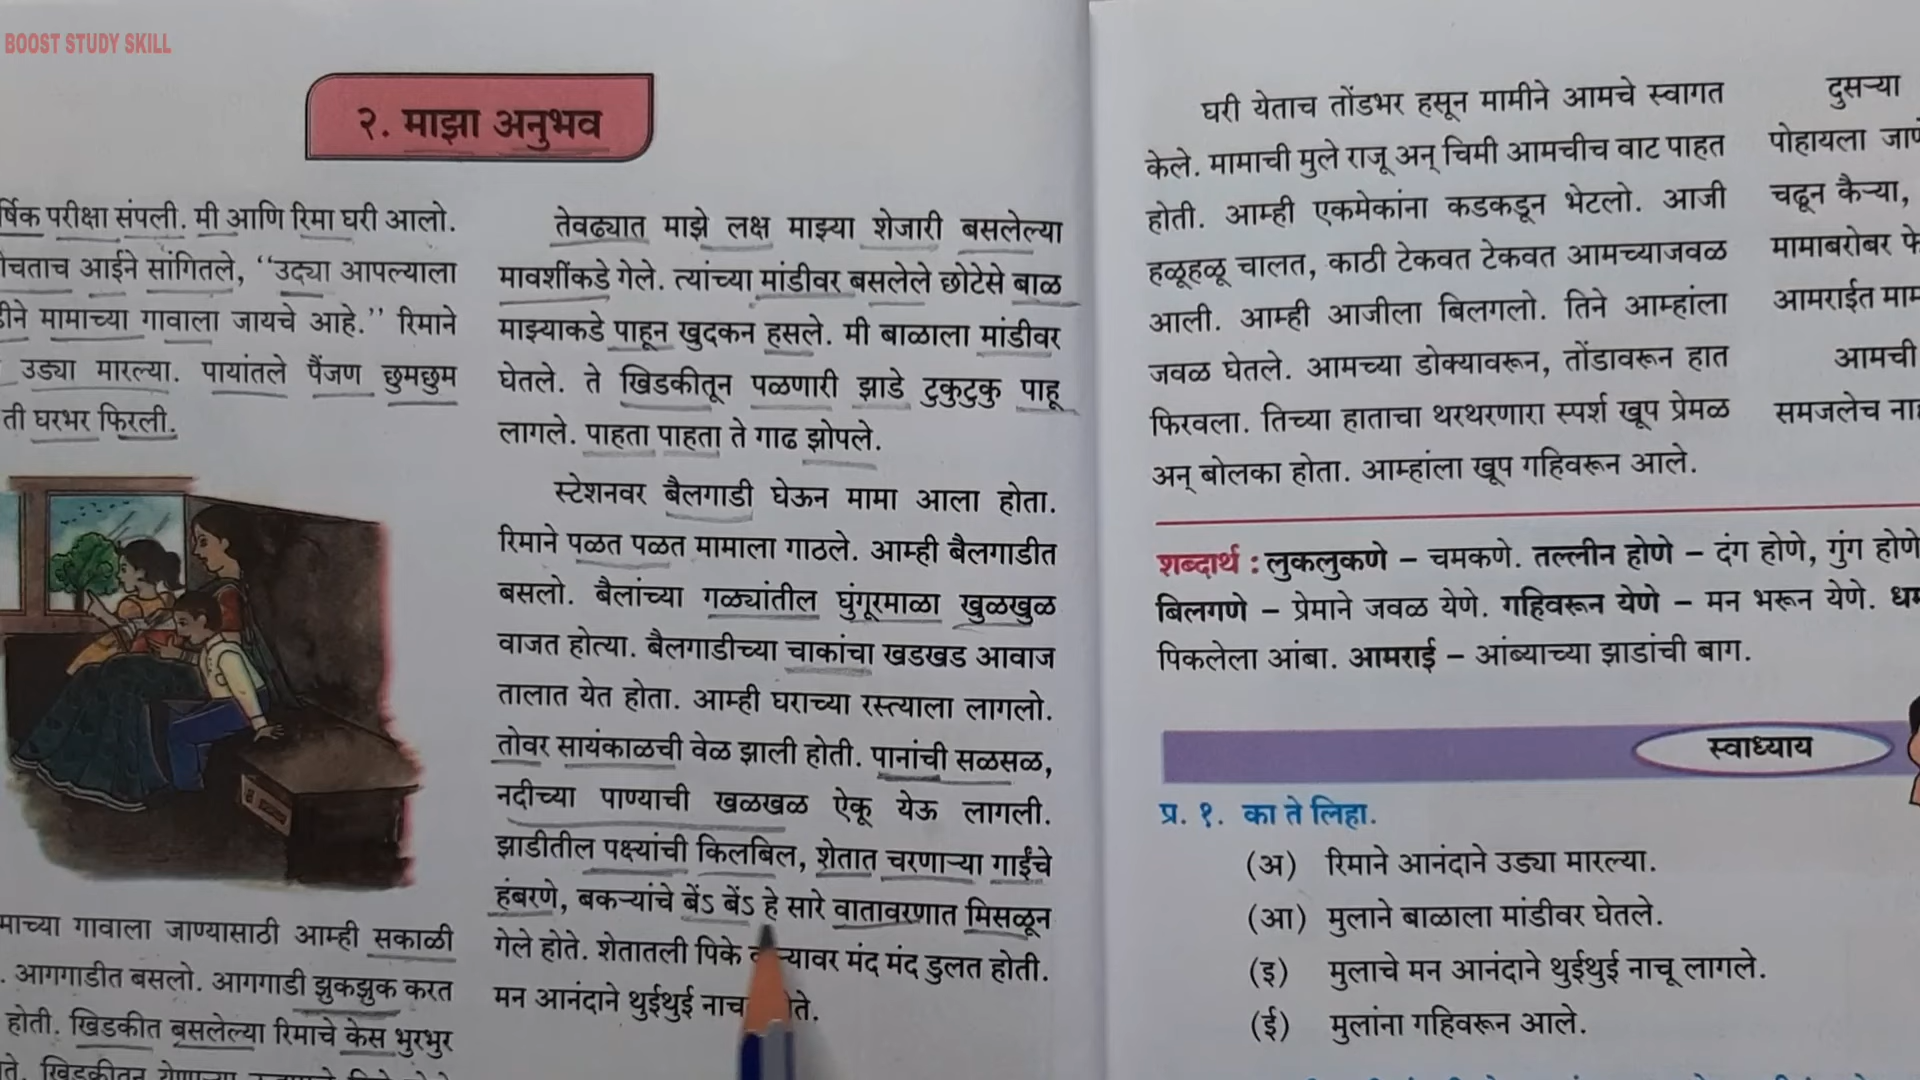 BOOST STUDY SKILL
२. माझा अनुभव
परीक्षा संपली. मी आणि रिमा घरी आलो.
आईने सांगितले, “उद्या आपल्याला
मामाच्या गावाला जायचे आहे.” रिमाने
उड्या मारल्या. पायांतले पैंजण छुमछुम
ती घरभर फिरली.
गावाला जाण्यासाठी आम्ही सकाळी
. आगगाडीत बसलो. आगगाडी झुकझुक करत
होती. खिडकीत बसलेल्या रिमाचे केस भुरभुर
तेवढ्यात माझे लक्ष माझ्या शेजारी बसलेल्या
मावशींकडे गेले. त्यांच्या मांडीवर बसलेले छोटेसे बाळ
माझ्याकडे पाहून खुदकन हसले. मी बाळाला मांडीवर
घेतले. ते खिडकीतून पळणारी झाडे टुकुटुकु पाहू
लागले. पाहता पाहता ते गाढ झोपले.
स्टेशनवर बैलगाडी घेऊन मामा आला होता.
रिमाने पळत पळत मामाला गाठले. आम्ही बैलगाडीत
बसलो. बैलांच्या गळ्यांतील घुंगूरमाळा खुळखुळ
वाजत होत्या. बैलगाडीच्या चाकांचा खडखड आवाज
तालात येत होता. आम्ही घराच्या रस्त्याला लागलो.
तोवर सायंकाळची वेळ झाली होती. पानांची सळसळ,
नदीच्या पाण्याची खळखळ ऐकू येऊ लागली.
झाडीतील पक्ष्यांची किलबिल, शेतात चरणाऱ्या गाईंचे
हंबरणे, बकऱ्यांचे बेंऽ बेंऽ हे सारे वातावरणात मिसळून
गेले होते. शेतातली पिके मंद मंद डुलत होती.
मन आनंदाने थुईथुई
घरी येताच तोंडभर हसून मामीने आमचे स्वागत
केले. मामाची मुले राजू अन् चिमी आमचीच वाट पाहत
होती. आम्ही एकमेकांना कडकडून भेटलो. आजी
हळूहळू चालत, काठी टेकवत टेकवत आमच्याजवळ
आली. आम्ही आजीला बिलगलो. तिने आम्हांला
जवळ घेतले. आमच्या डोक्यावरून, तोंडावरून हात
फिरवला. तिच्या हाताचा थरथरणारा स्पर्श खूप प्रेमळ
अन् बोलका होता. आम्हांला खूप गहिवरून आले.
दुसऱ्या
पोहायला
चढून कैऱ्या,
मामाबरोबर
आमराईत
आमची
समजलेच
शब्दार्थ : लुकलुकणे – चमकणे. तल्लीन होणे – दंग होणे, गुंग होणे
बिलगणे – प्रेमाने जवळ येणे. गहिवरून येणे – मन भरून येणे.
पिकलेला आंबा. आमराई – आंब्याच्या झाडांची बाग.
स्वाध्याय
प्र. १. का ते लिहा.
(अ) रिमाने आनंदाने उड्या मारल्या.
(आ) मुलाने बाळाला मांडीवर घेतले.
(इ) मुलाचे मन आनंदाने थुईथुई नाचू लागले.
(ई) मुलांना गहिवरून आले.